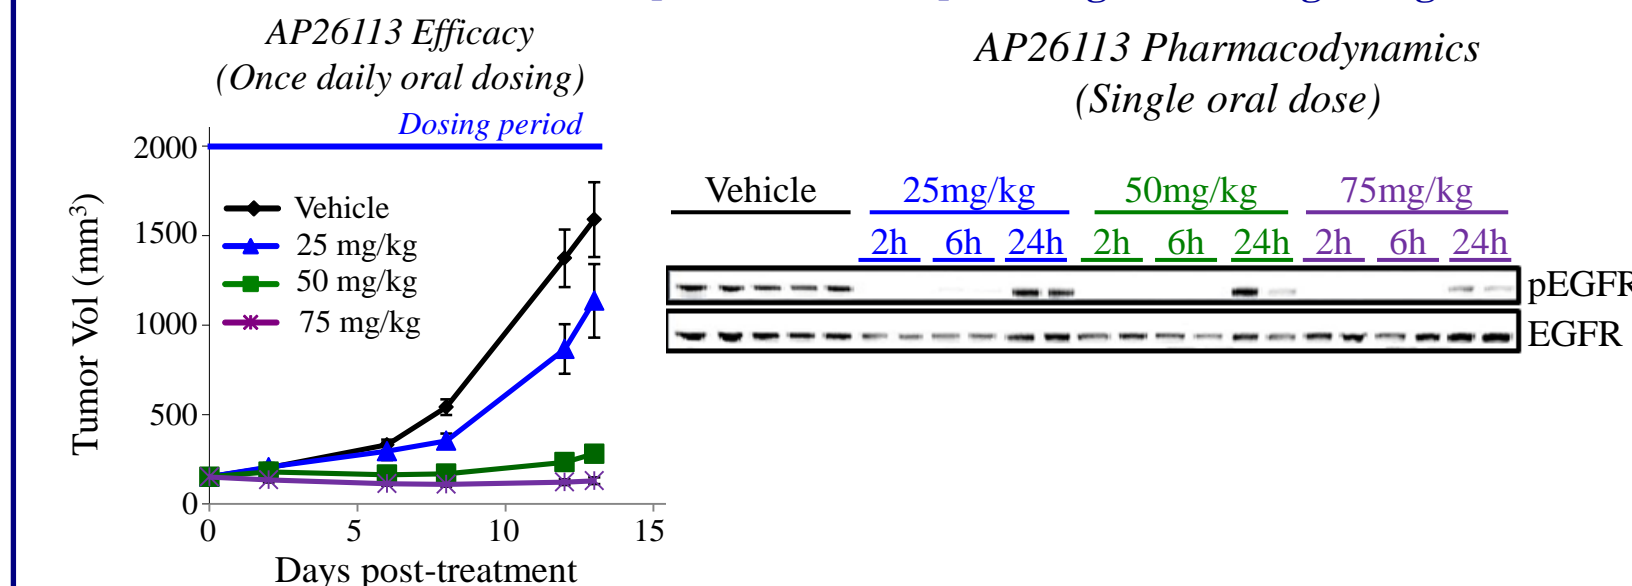 AP26113 Efficacy
(Once daily oral dosing)
Dosing period
2000
1500
1000
500
0
Tumor Vol (mm³)
Vehicle
25 mg/kg
50 mg/kg
75 mg/kg
0 5 10 15
Days post-treatment
AP26113 Pharmacodynamics
(Single oral dose)
Vehicle 25mg/kg 50mg/kg 75mg/kg
2h 6h 24h 2h 6h 24h 2h 6h 24h
pEGFR
EGFR